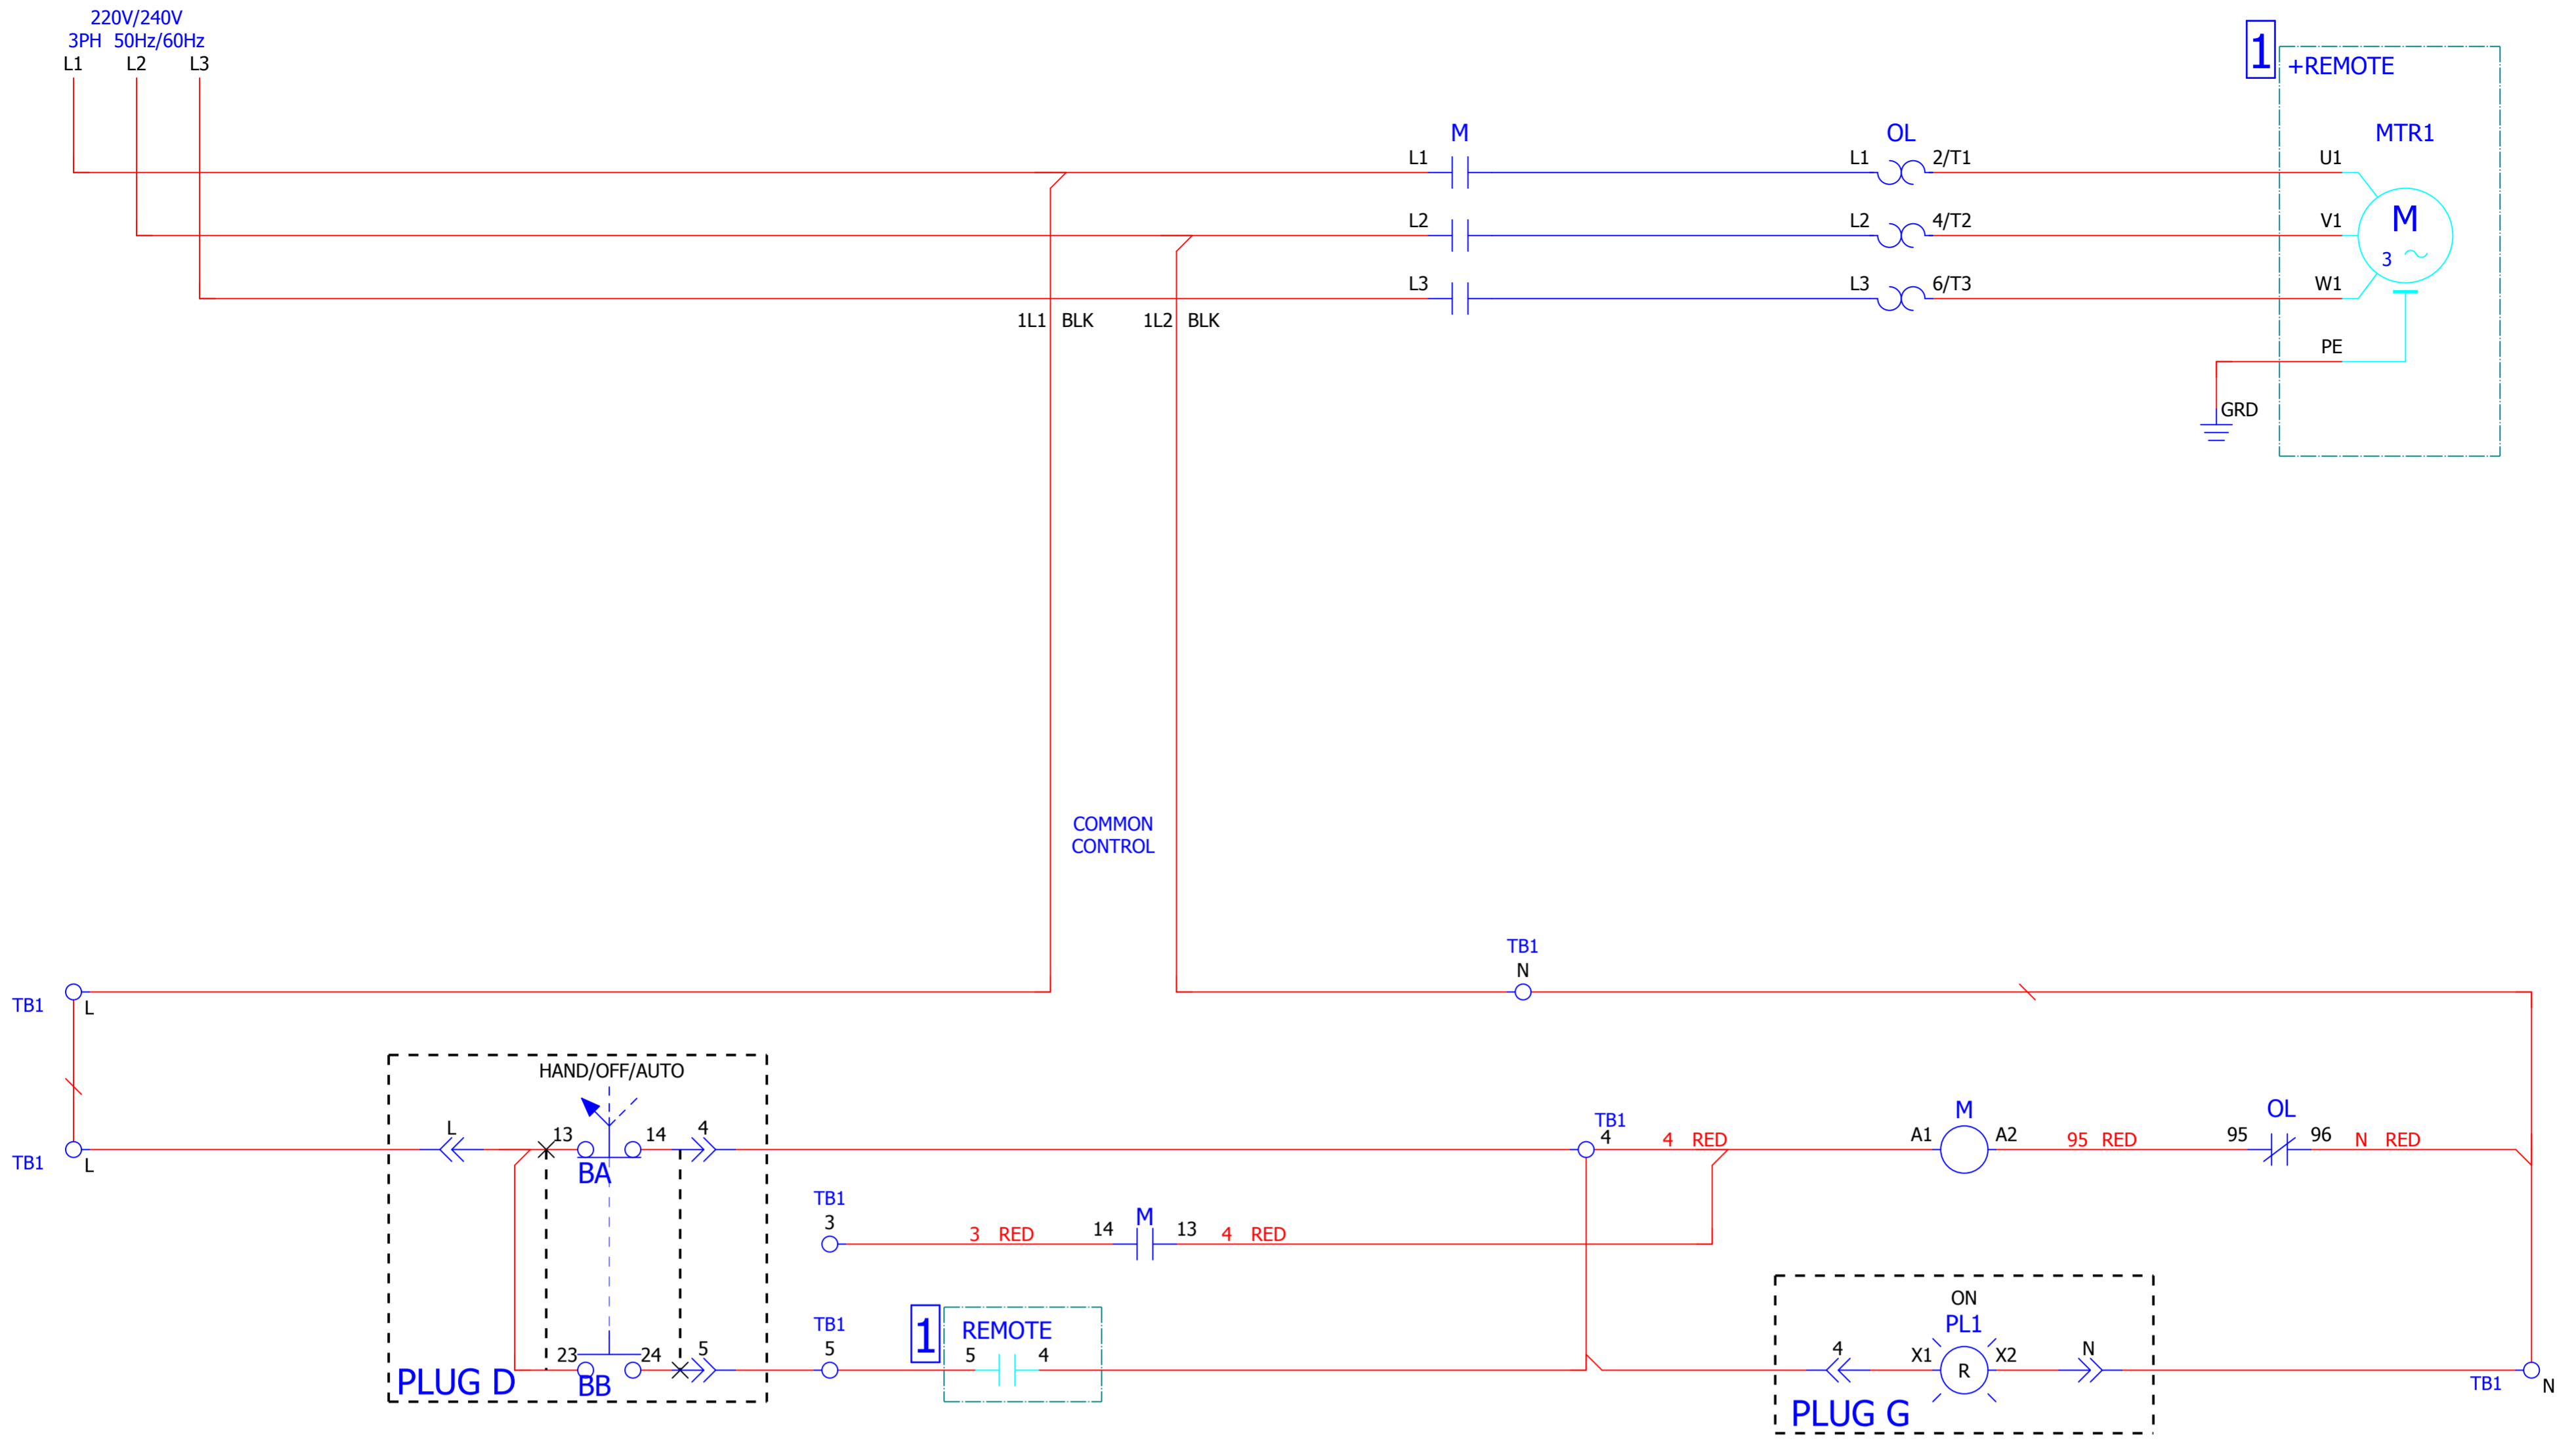 220V/240V
3PH 50Hz/60Hz
L1 L2 L3
1
+REMOTE
M OL MTR1
L1 L1 2/T1 U1
L2 L2 4/T2 V1
M
3
L3 L3 6/T3 W1
1L1 BLK 1L2 BLK
PE
GRD
COMMON
CONTROL
TB1
N
TB1 L
HAND/OFF/AUTO
TB1
4
M OL
L 13 14 4
4 RED A1 A2 95 RED 95 96 N RED
TB1 L
BA
TB1
3
3 RED 14 M 13 4 RED
ON
PL1
TB1
5
1
REMOTE
5 4
23 24 5
BB
PLUG D
4 X1 R X2 N
TB1 N
PLUG G